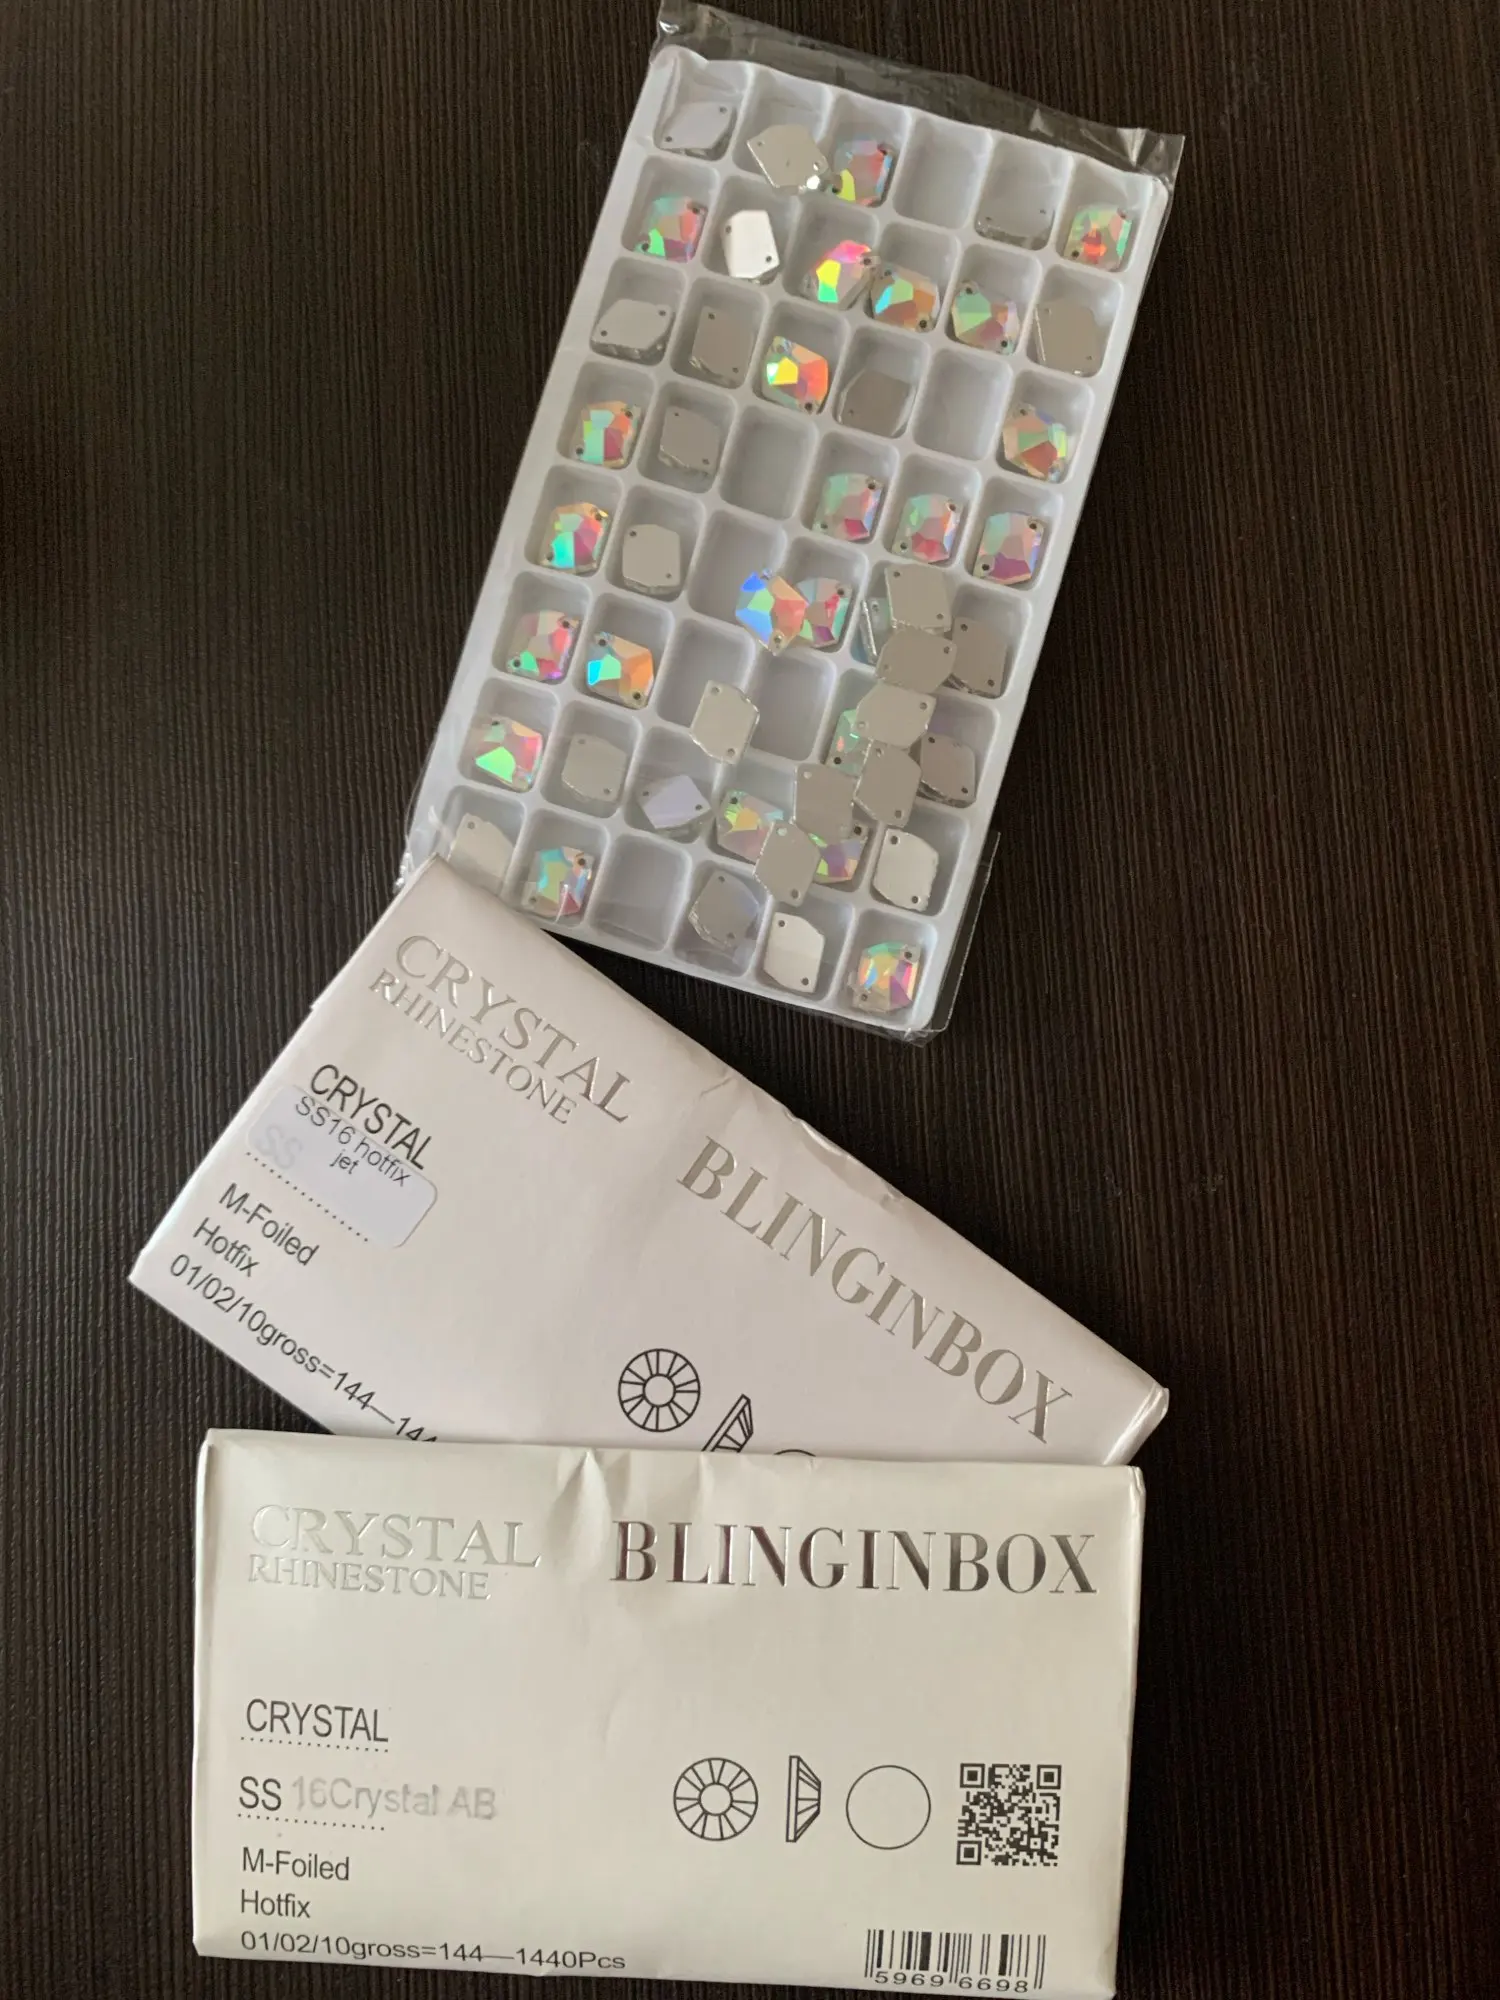 CRYSTAL
RHINESTONE
BLINGINBOX
CRYSTAL
SS16 hotfix
jet
SS
M-Foiled
Hotfix
01/02/10gross=144—144
CRYSTAL
RHINESTONE
BLINGINBOX
CRYSTAL
SS 16Crystal AB
M-Foiled
Hotfix
01/02/10gross=144—1440Pcs
5969 6698